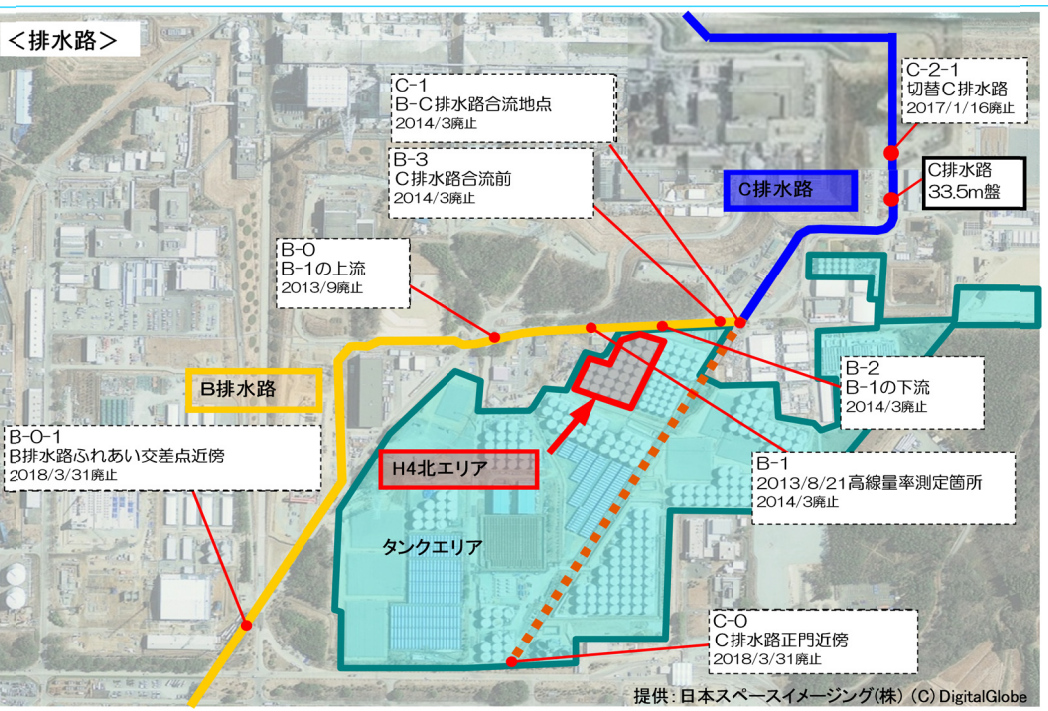 ＜排水路＞
C-1
B-C排水路合流地点
2014/3廃止
C-2-1
切替C排水路
2017/1/16廃止
B-3
C排水路合流前
2014/3廃止
C排水路
C排水路
33.5m盤
B-0
B-1の上流
2013/9廃止
B排水路
B-2
B-1の下流
2014/3廃止
B-0-1
B排水路ふれあい交差点近傍
2018/3/31廃止
H4北エリア
B-1
2013/8/21高線量率測定箇所
2014/3廃止
タンクエリア
C-0
C排水路正門近傍
2018/3/31廃止
提供：日本スペースイメージング(株) (C) DigitalGlobe